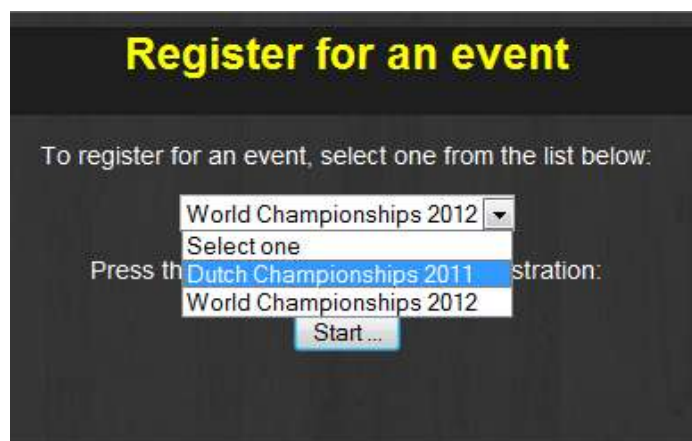 Register for an event
To register for an event, select one from the list below:
World Championships 2012
Select one
Press th
Dutch Championships 2011
stration:
World Championships 2012
Start ...